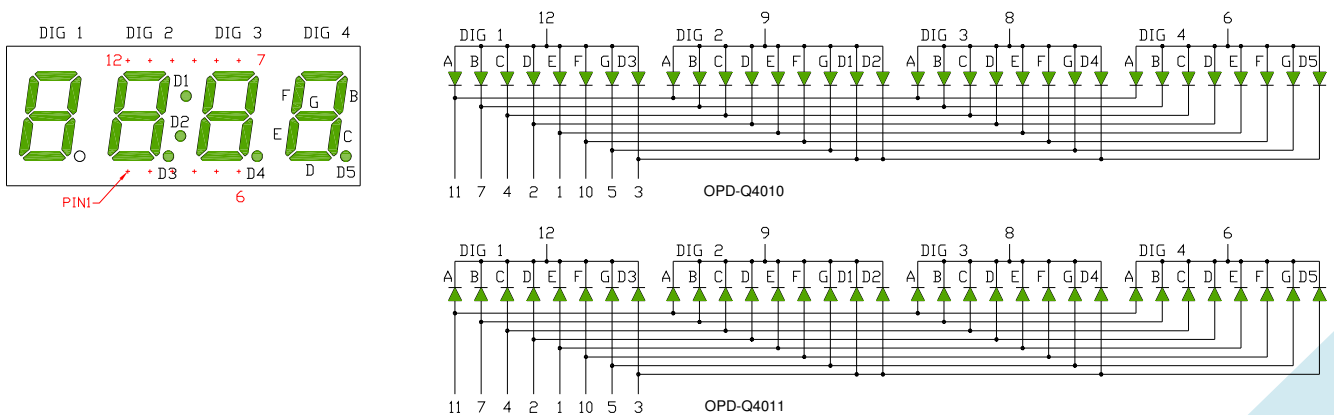 DIG 1 DIG 2 DIG 3 DIG 4
12 7
D1
F G B
D2
E C
D3 D4 D D5
PIN1 6
12 9 8 6
DIG 1 DIG 2 DIG 3 DIG 4
A B C D E F G D3 A B C D E F G D1 D2 A B C D E F G D4 A B C D E F G D5
11 7 4 2 1 10 5 3 OPD-Q4010
12 9 8 6
DIG 1 DIG 2 DIG 3 DIG 4
A B C D E F G D3 A B C D E F G D1 D2 A B C D E F G D4 A B C D E F G D5
11 7 4 2 1 10 5 3 OPD-Q4011